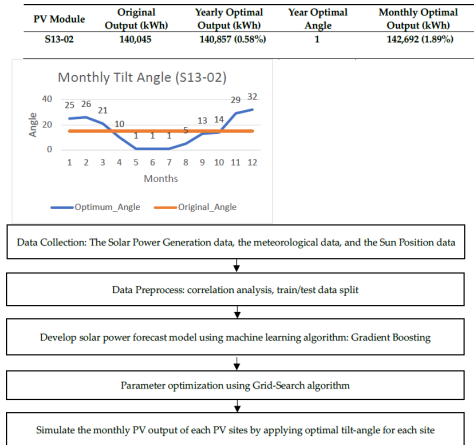 PV Module Original Output (kWh) Yearly Optimal Output (kWh) Year Optimal Angle Monthly Optimal Output (kWh)
S13-02 140,045 140,857 (0.58%) 1 142,692 (1.89%)
Monthly Tilt Angle (S13-02)
40
20
0
Angle
25 26 21 10 1 1 1 5 13 14 29 32
1 2 3 4 5 6 7 8 9 10 11 12
Months
Optimum_Angle Original_Angle
Data Collection: The Solar Power Generation data, the meteorological data, and the Sun Position data
Data Preprocess: correlation analysis, train/test data split
Develop solar power forecast model using machine learning algorithm: Gradient Boosting
Parameter optimization using Grid-Search algorithm
Simulate the monthly PV output of each PV sites by applying optimal tilt-angle for each site